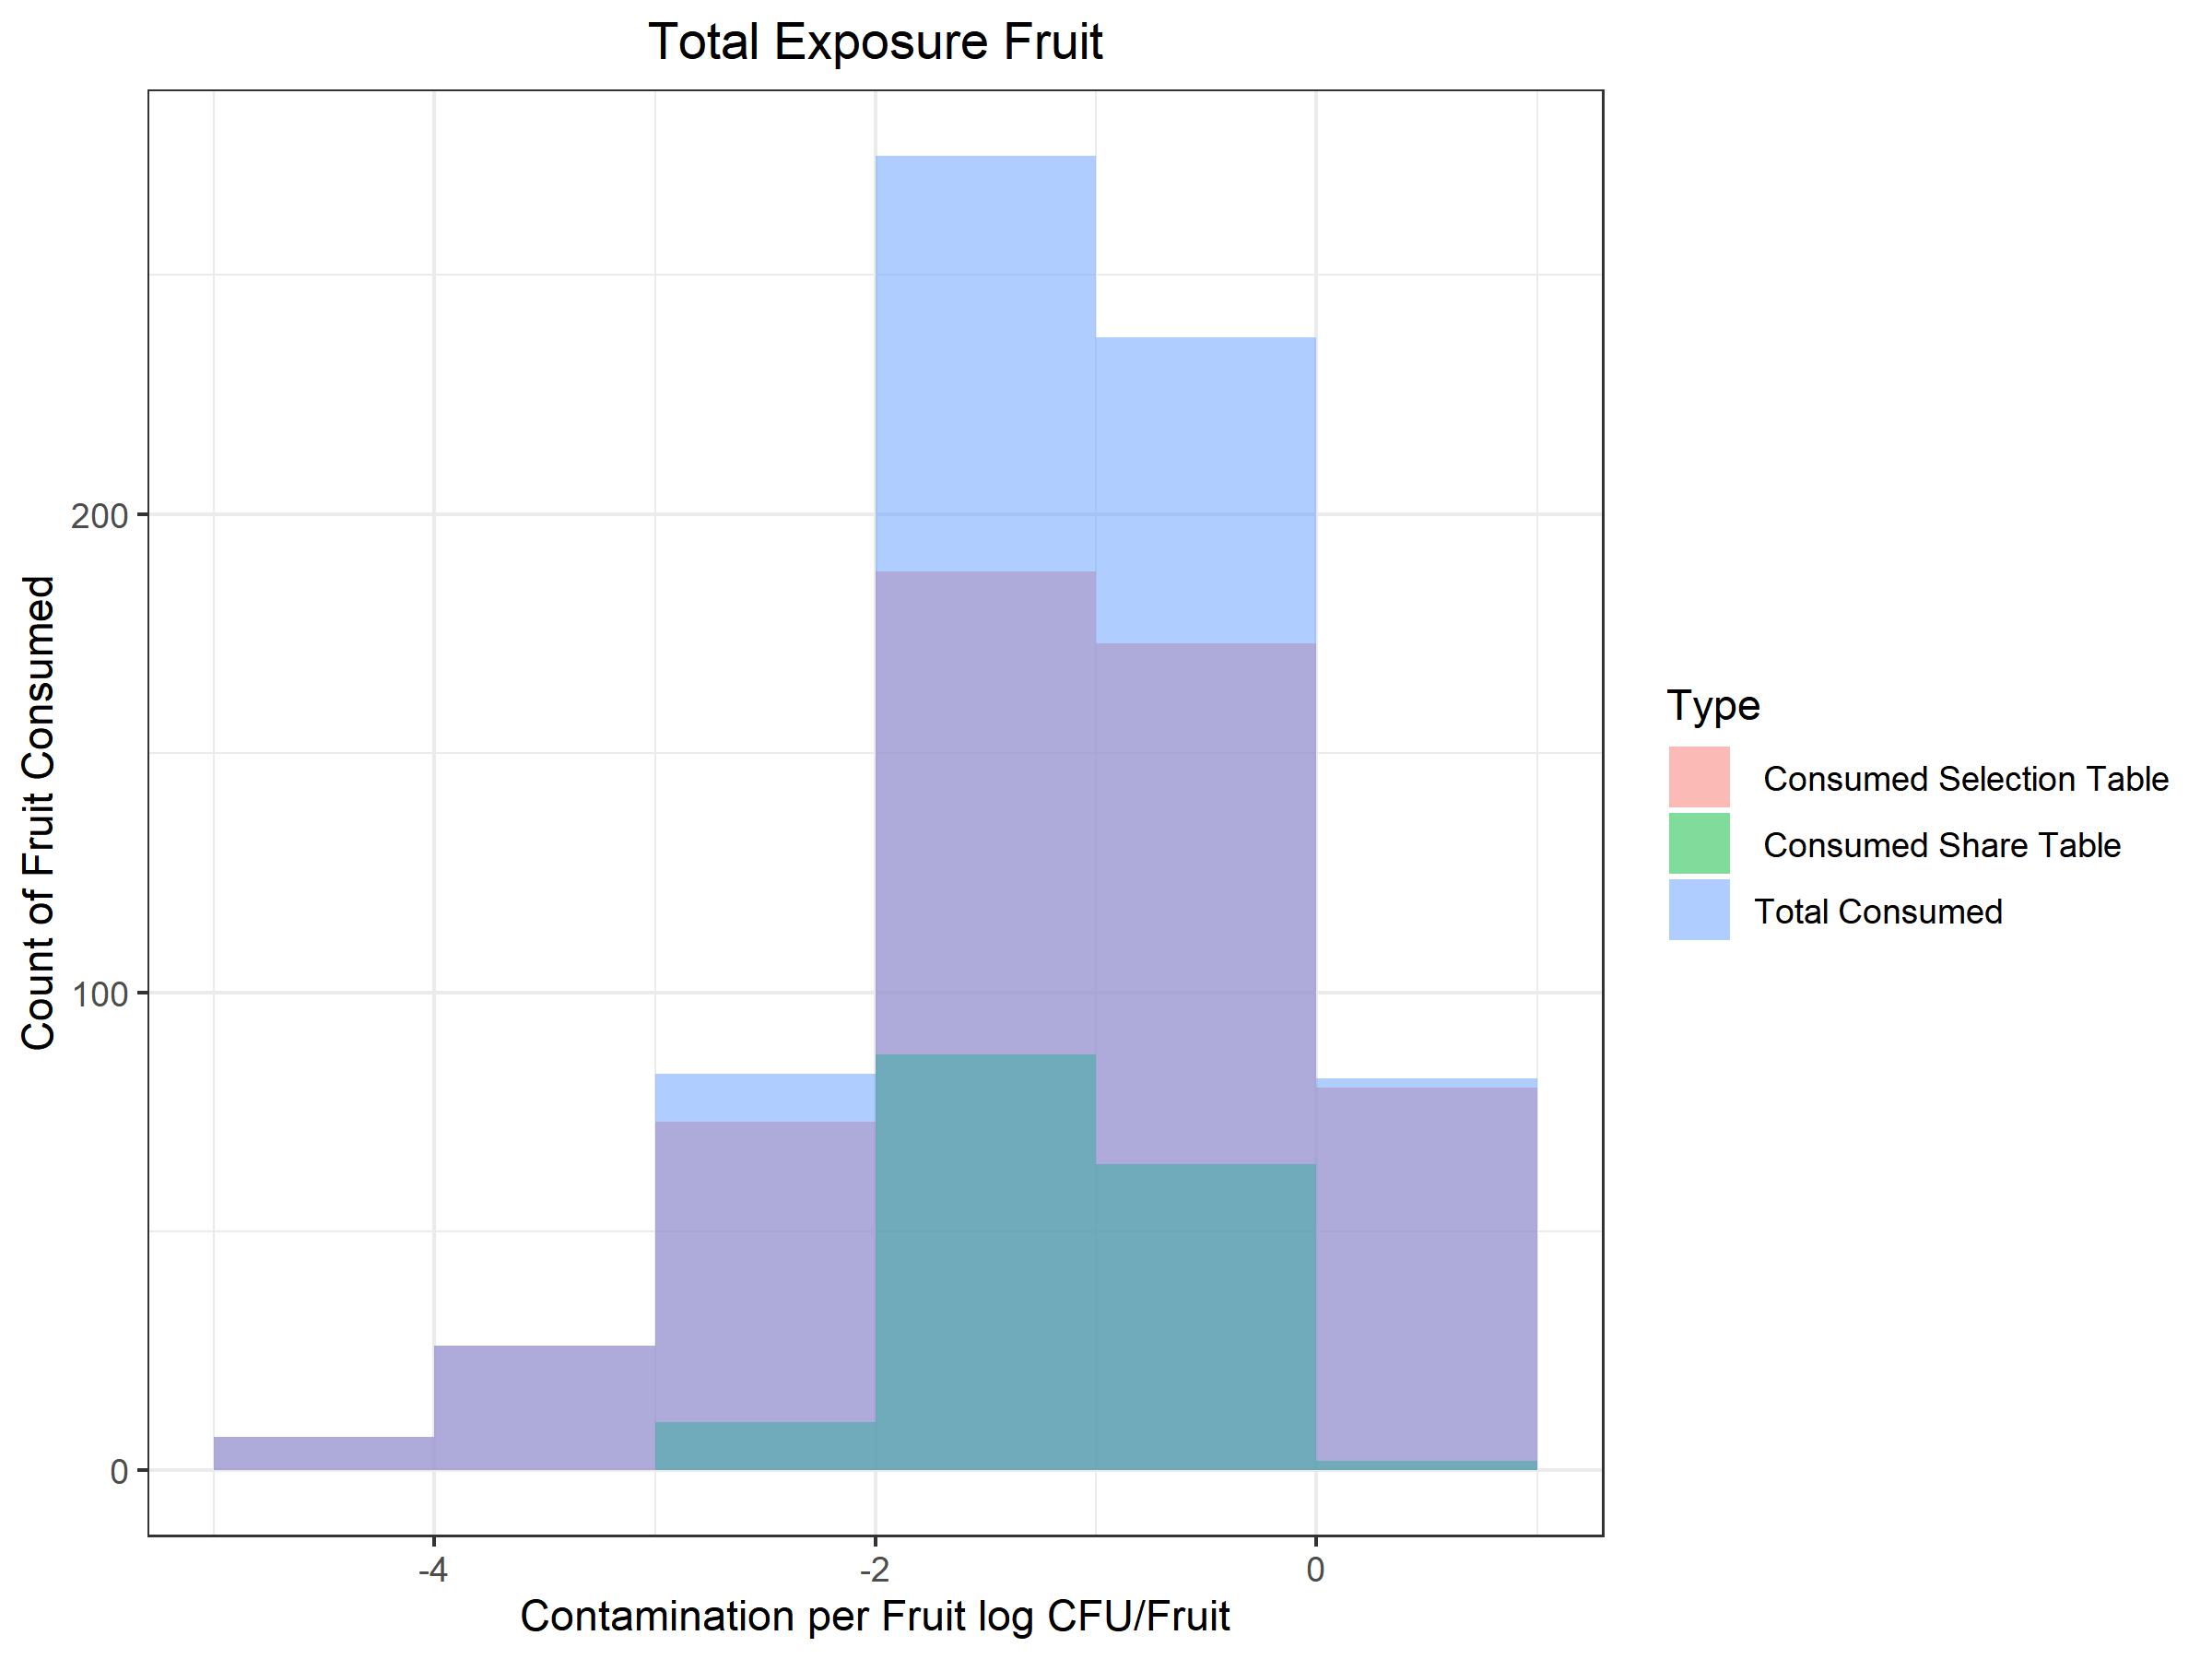 Total Exposure Fruit
Count of Fruit Consumed
200
100
0
-4
-2
0
Contamination per Fruit log CFU/Fruit
Type
Consumed Selection Table
Consumed Share Table
Total Consumed